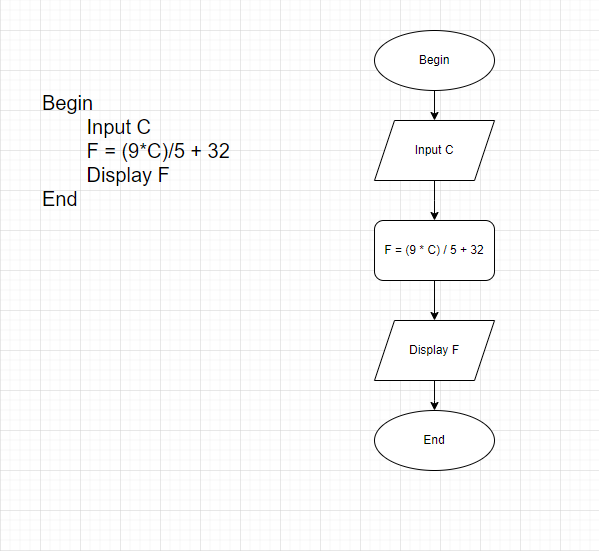 Begin
Input C
F = (9*C)/5 + 32
Display F
End
Begin
Input C
F = (9 * C) / 5 + 32
Display F
End